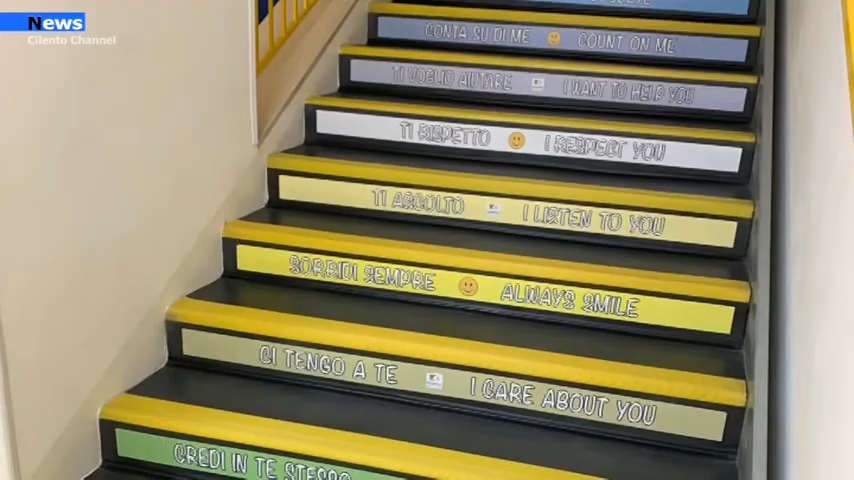 News
Cilento Channel
CONTA SU DI ME COUNT ON ME
TI VOGLIO AIUTARE I WANT TO HELP YOU
TI RISPETTO I RESPECT YOU
TI ASCOLTO I LISTEN TO YOU
SORRIDI SEMPRE ALWAYS SMILE
CI TENGO A TE I CARE ABOUT YOU
CREDI IN TE STESSO